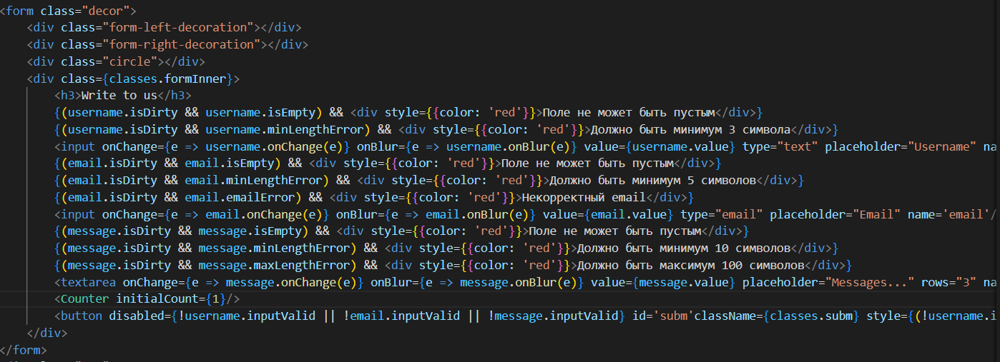 <form class="decor">
<div class="form-left-decoration"></div>
<div class="form-right-decoration"></div>
<div class="circle"></div>
<div class={classes.formInner}>
<h3>Write to us</h3>
{(username.isDirty && username.isEmpty) && <div style={{color: 'red'}}>Поле не может быть пустым</div>}
{(username.isDirty && username.minLengthError) && <div style={{color: 'red'}}>Должно быть минимум 3 символа</div>}
<input onChange={e => username.onChange(e)} onBlur={e => username.onBlur(e)} value={username.value} type="text" placeholder="Username" na
{(email.isDirty && email.isEmpty) && <div style={{color: 'red'}}>Поле не может быть пустым</div>}
{(email.isDirty && email.minLengthError) && <div style={{color: 'red'}}>Должно быть минимум 5 символов</div>}
{(email.isDirty && email.emailError) && <div style={{color: 'red'}}>Некорректный email</div>}
<input onChange={e => email.onChange(e)} onBlur={e => email.onBlur(e)} value={email.value} type="email" placeholder="Email" name='email'/
{(message.isDirty && message.isEmpty) && <div style={{color: 'red'}}>Поле не может быть пустым</div>}
{(message.isDirty && message.minLengthError) && <div style={{color: 'red'}}>Должно быть минимум 10 символов</div>}
{(message.isDirty && message.maxLengthError) && <div style={{color: 'red'}}>Должно быть максимум 100 символов</div>}
<textarea onChange={e => message.onChange(e)} onBlur={e => message.onBlur(e)} value={message.value} placeholder="Messages..." rows="3" na
<Counter initialCount={1}/>
<button disabled={!username.inputValid || !email.inputValid || !message.inputValid} id='subm'className={classes.subm} style={(!username.i
</div>
</form>